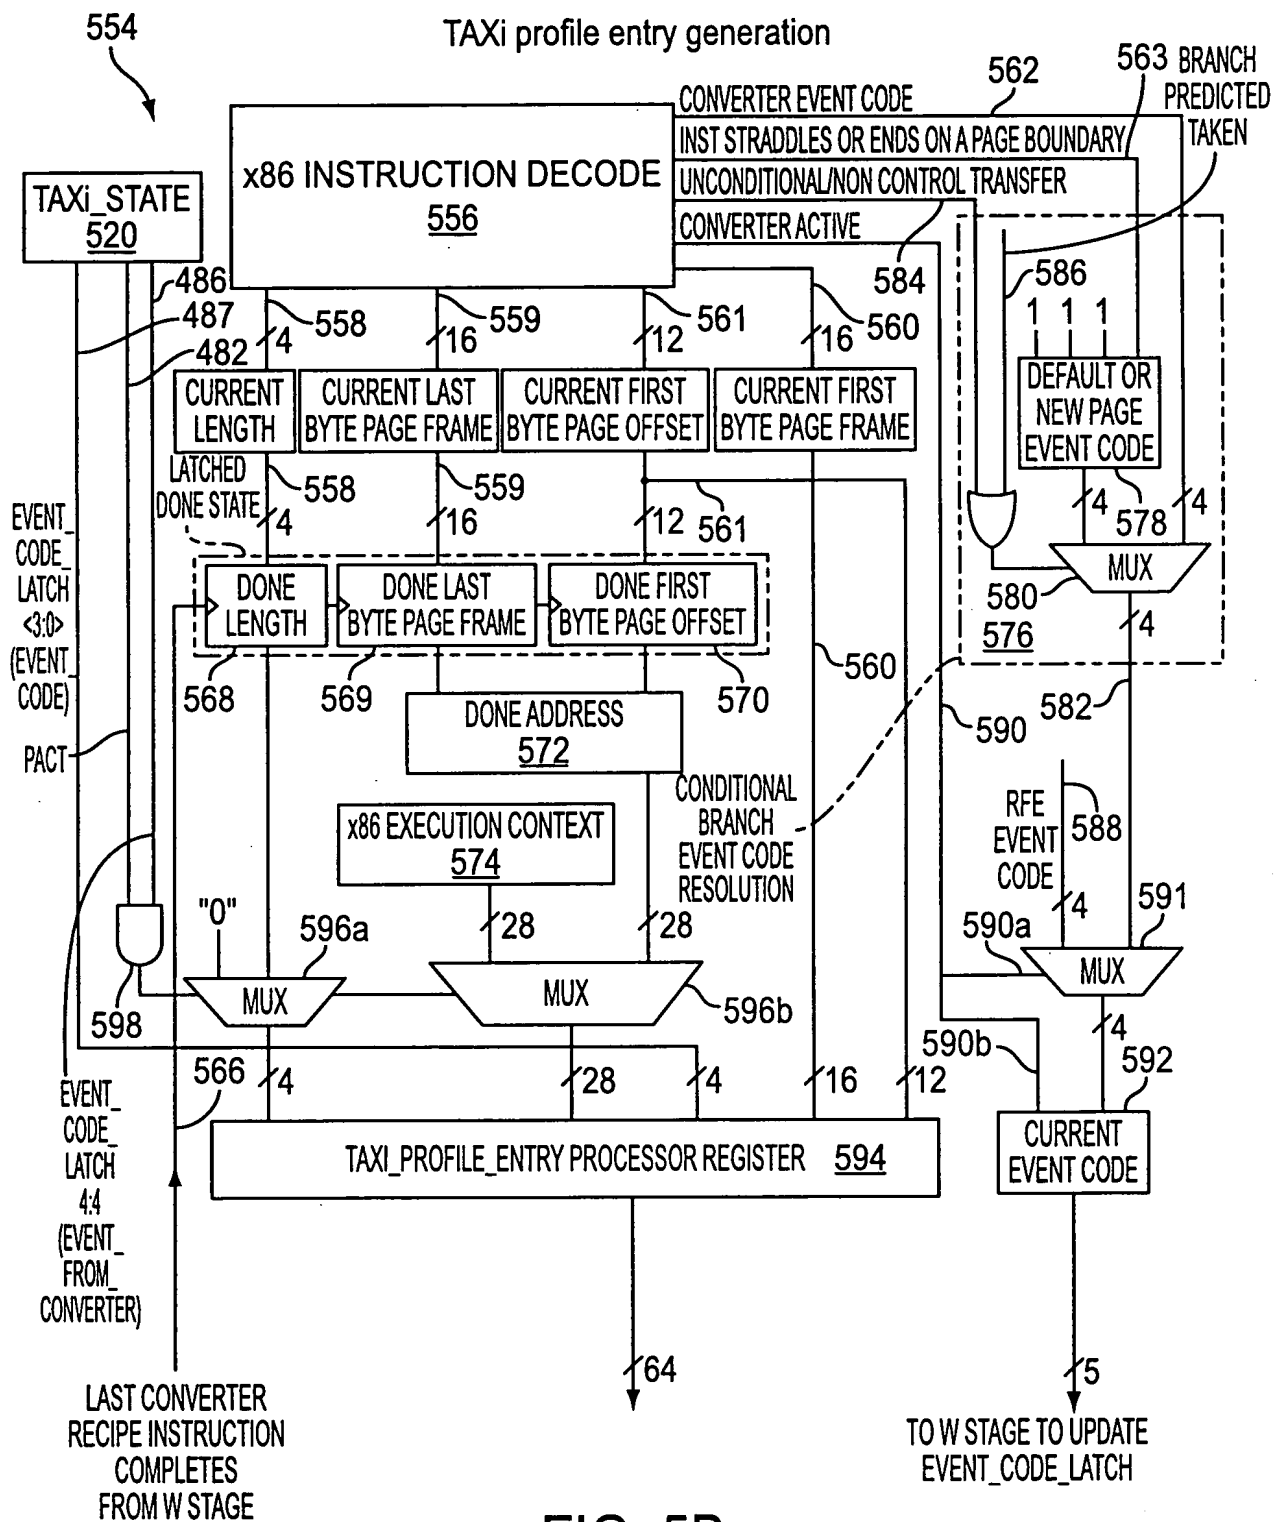 554
TAXi profile entry generation
x86 INSTRUCTION DECODE
556
CONVERTER EVENT CODE
562
563
BRANCH
PREDICTED
TAKEN
INST STRADDLES OR ENDS ON A PAGE BOUNDARY
UNCONDITIONAL/NON CONTROL TRANSFER
CONVERTER ACTIVE
584
TAXi_STATE
520
486
487
482
558
559
561
560
4
16
12
16
586
1 1 1
DEFAULT OR
NEW PAGE
EVENT CODE
CURRENT
LENGTH
CURRENT LAST
BYTE PAGE FRAME
CURRENT FIRST
BYTE PAGE OFFSET
CURRENT FIRST
BYTE PAGE FRAME
LATCHED
DONE STATE
558
559
561
4
16
12
4
578
4
MUX
580
576
4
582
EVENT_
CODE_
LATCH
<3:0>
(EVENT_
CODE)
PACT
DONE
LENGTH
DONE LAST
BYTE PAGE FRAME
DONE FIRST
BYTE PAGE OFFSET
568
569
570
560
590
DONE ADDRESS
572
CONDITIONAL
BRANCH
EVENT CODE
RESOLUTION
x86 EXECUTION CONTEXT
574
RFE
EVENT
CODE
588
4
28
28
"0"
596a
MUX
MUX
596b
598
590a
591
MUX
4
590b
592
4
28
4
16
12
566
EVENT_
CODE_
LATCH
4:4
(EVENT_
FROM_
CONVERTER)
TAXI_PROFILE_ENTRY PROCESSOR REGISTER 594
CURRENT
EVENT CODE
64
5
LAST CONVERTER
RECIPE INSTRUCTION
COMPLETES
FROM W STAGE
TO W STAGE TO UPDATE
EVENT_CODE_LATCH